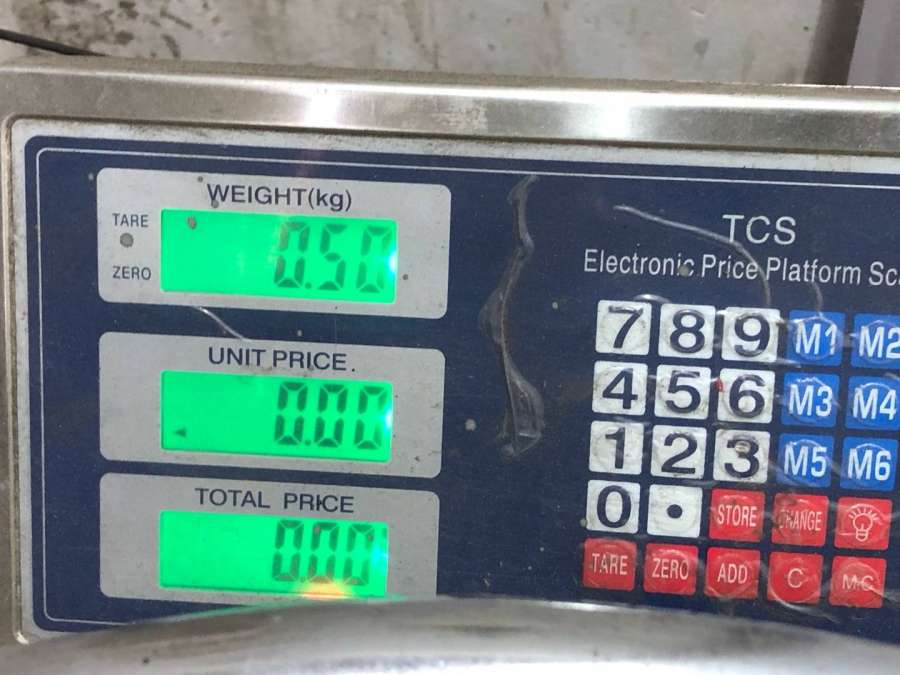 WEIGHT(kg)
TARE
ZERO
0.50
UNIT PRICE.
0.00
TOTAL PRICE
0.00
TCS
Electronic Price Platform
7 8 9 M1 M2
4 5 6 M3 M4
1 2 3 M5 M6
0 . STORE CHANGE
TARE ZERO ADD C MC